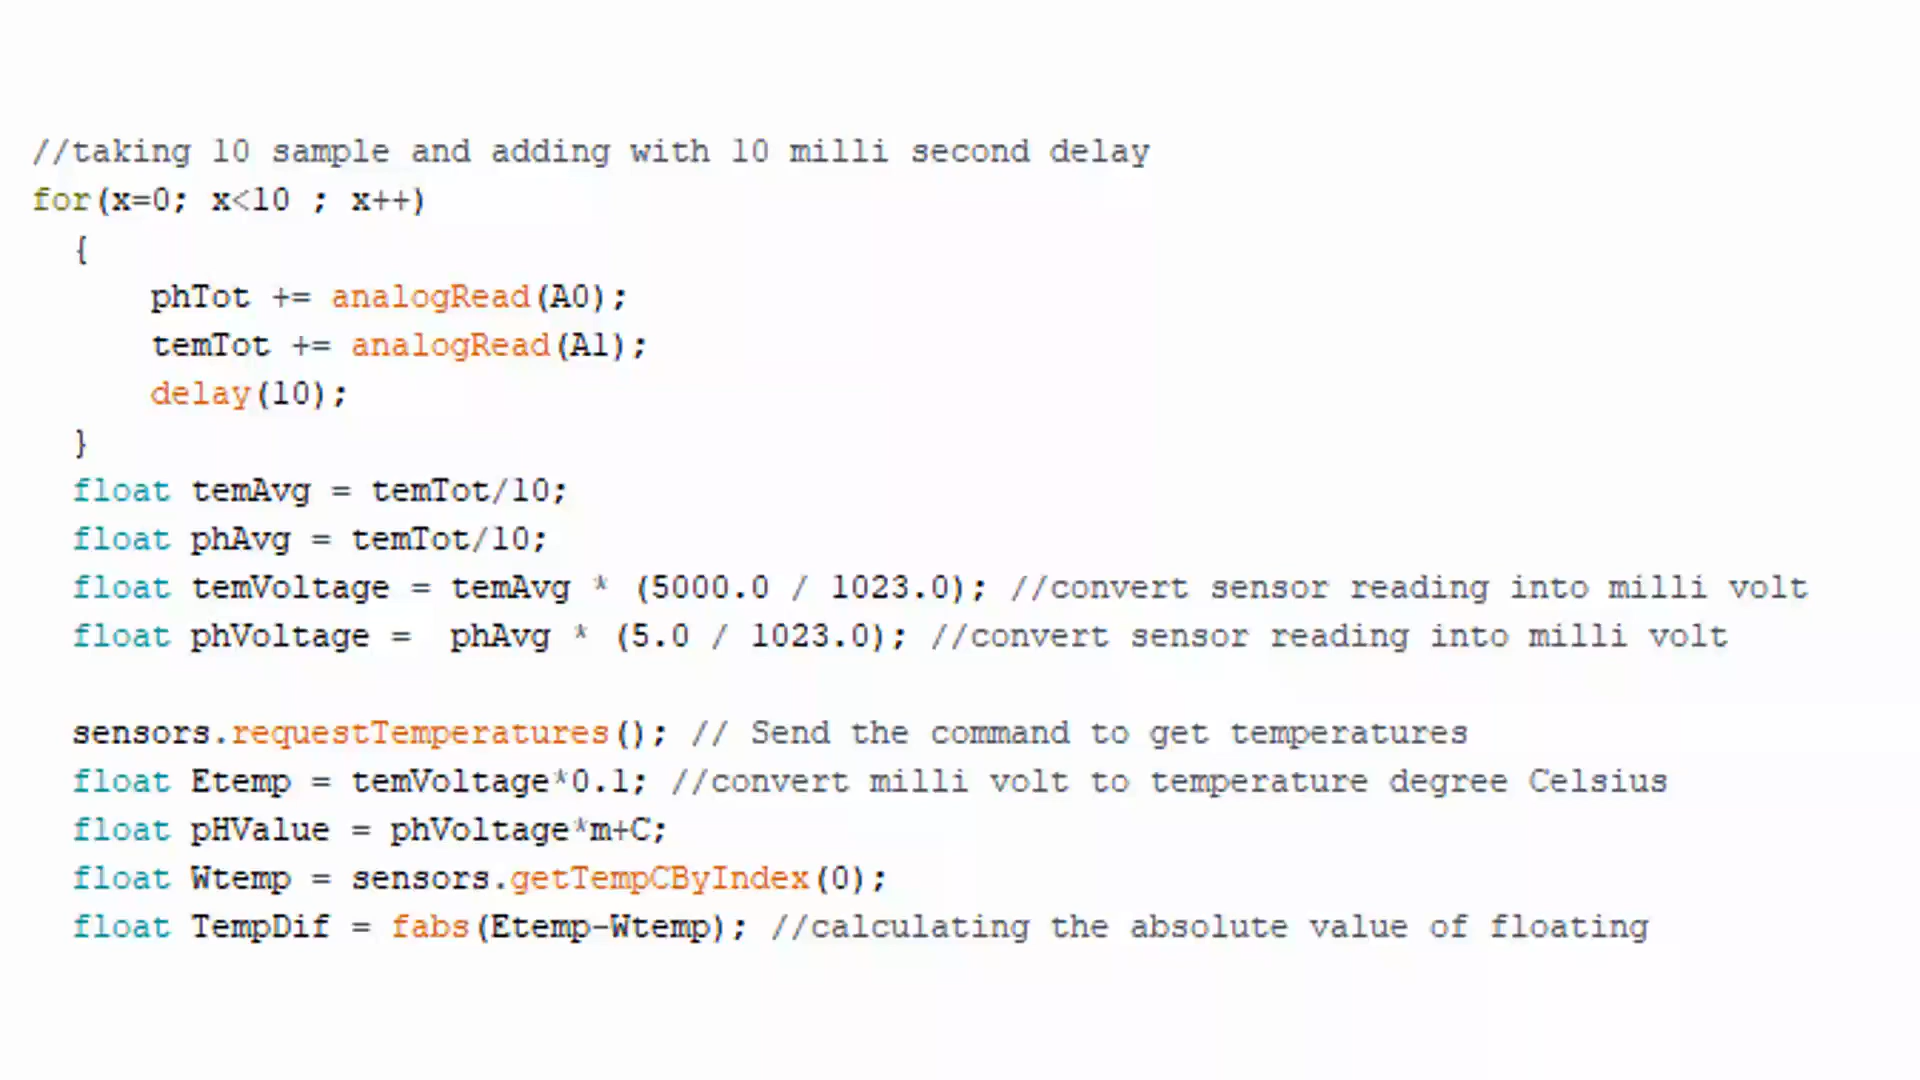 //taking 10 sample and adding with 10 milli second delay
for(x=0; x<10 ; x++)
{
phTot += analogRead(A0);
temTot += analogRead(A1);
delay(10);
}
float temAvg = temTot/10;
float phAvg = temTot/10;
float temVoltage = temAvg * (5000.0 / 1023.0); //convert sensor reading into milli volt
float phVoltage =  phAvg * (5.0 / 1023.0); //convert sensor reading into milli volt
sensors.requestTemperatures(); // Send the command to get temperatures
float Etemp = temVoltage*0.1; //convert milli volt to temperature degree Celsius
float pHValue = phVoltage*m+C;
float Wtemp = sensors.getTempCByIndex(0);
float TempDif = fabs(Etemp-Wtemp); //calculating the absolute value of floating